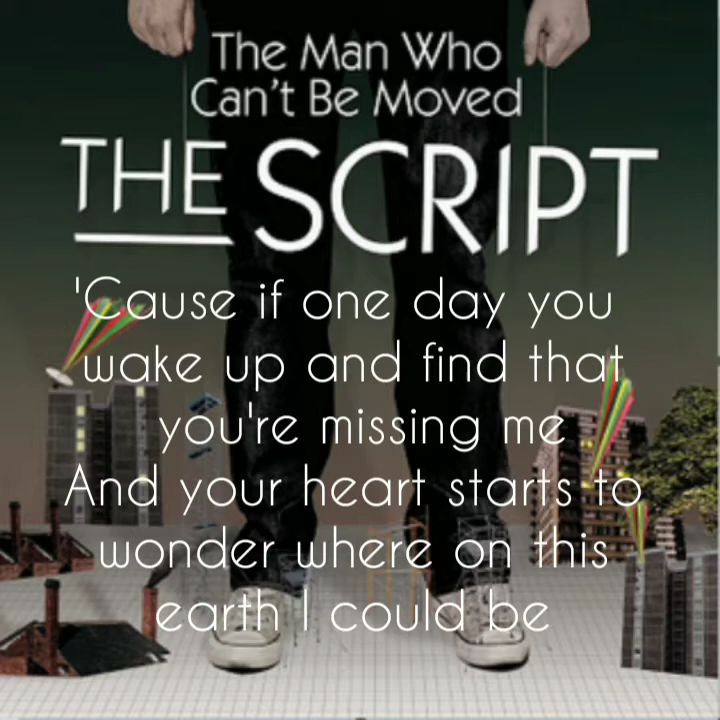 The Man Who
Can't Be Moved
THE SCRIPT
'Cause if one day you
wake up and find that
you're missing me
And your heart starts to
wonder where on this
earth I could be